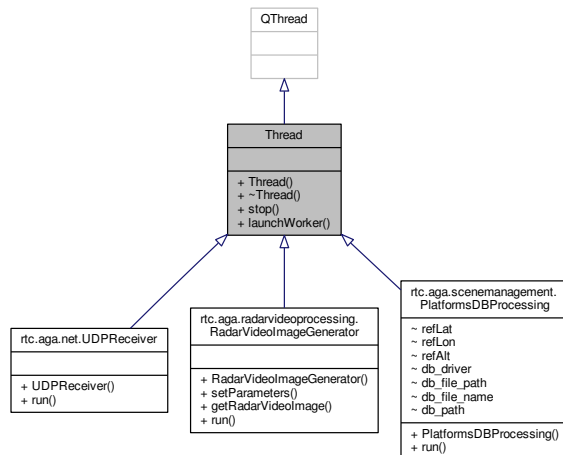 QThread
Thread
+ Thread()
+ ~Thread()
+ stop()
+ launchWorker()
rtc.aga.net.UDPReceiver
+ UDPReceiver()
+ run()
rtc.aga.radarvideoprocessing.
RadarVideoImageGenerator
+ RadarVideoImageGenerator()
+ setParameters()
+ getRadarVideoImage()
+ run()
rtc.aga.scenemanagement.
PlatformsDBProcessing
~ refLat
~ refLon
~ refAlt
~ db_driver
~ db_file_path
~ db_file_name
~ db_path
+ PlatformsDBProcessing()
+ run()